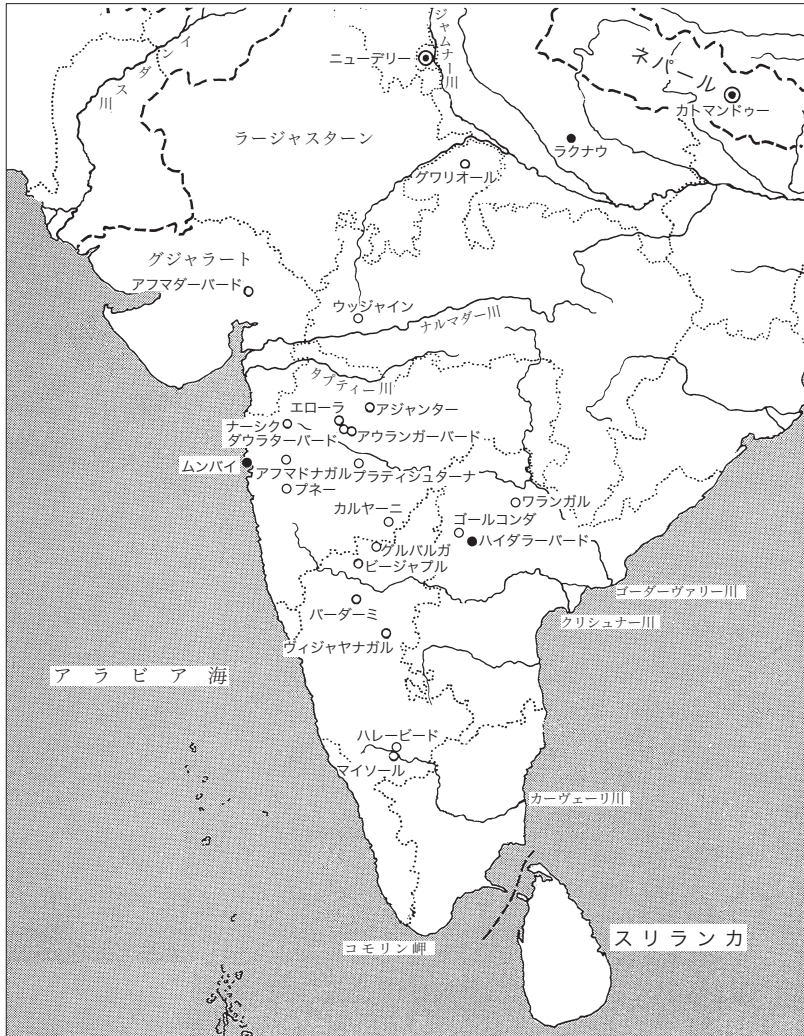 インダス川
ジャムナー川
ニューデリー
ネパール
カトマンドゥー
ラクナウ
ラージャスターン
グワリオール
グジャラート
アフマダーバード
ウッジャイン
ナルマダー川
タプティー川
エローラ
アジャンター
ナーシク
ダウラターバード
アウランガーバード
ムンバイ
アフマドナガル
プラティシュターナ
プネー
ワランガル
カルヤーニ
ゴールコンダ
ハイダラーバード
グルバルガ
ビージャプル
ゴーダーヴァリー川
バーダーミ
クリシュナー川
ヴィジャヤナガル
アラビア海
ハレービード
マイソール
カーヴェーリ川
スリランカ
コモリン岬